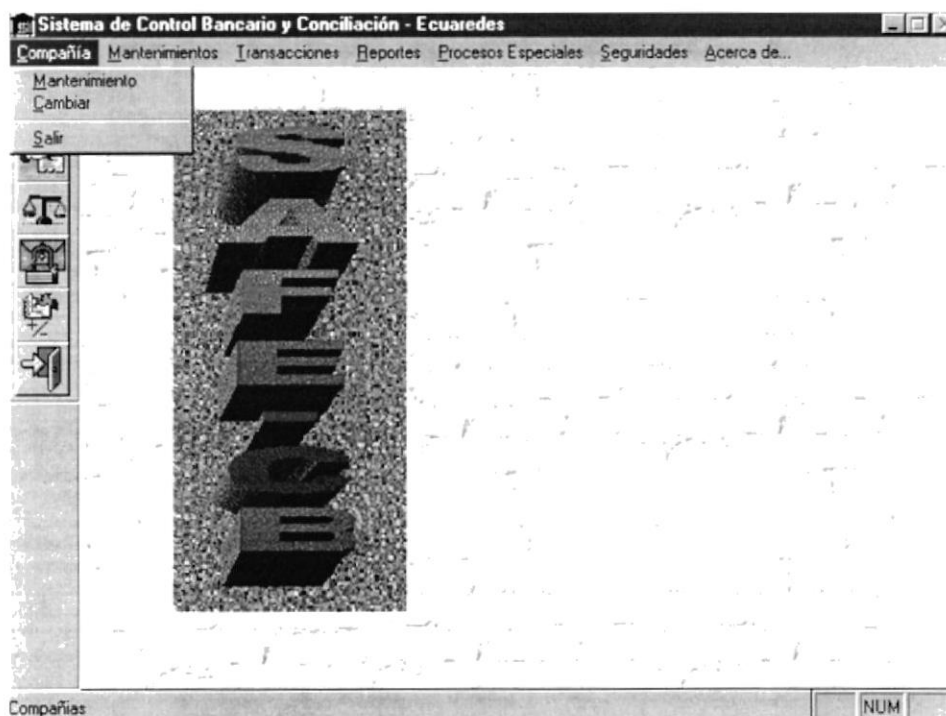 Sistema de Control Bancario y Conciliación - Ecuaredes
Compañía Mantenimientos Transacciones Reportes Procesos Especiales Seguridades Acerca de...
Mantenimiento
Cambiar
Salir
+/-
Compañías NUM